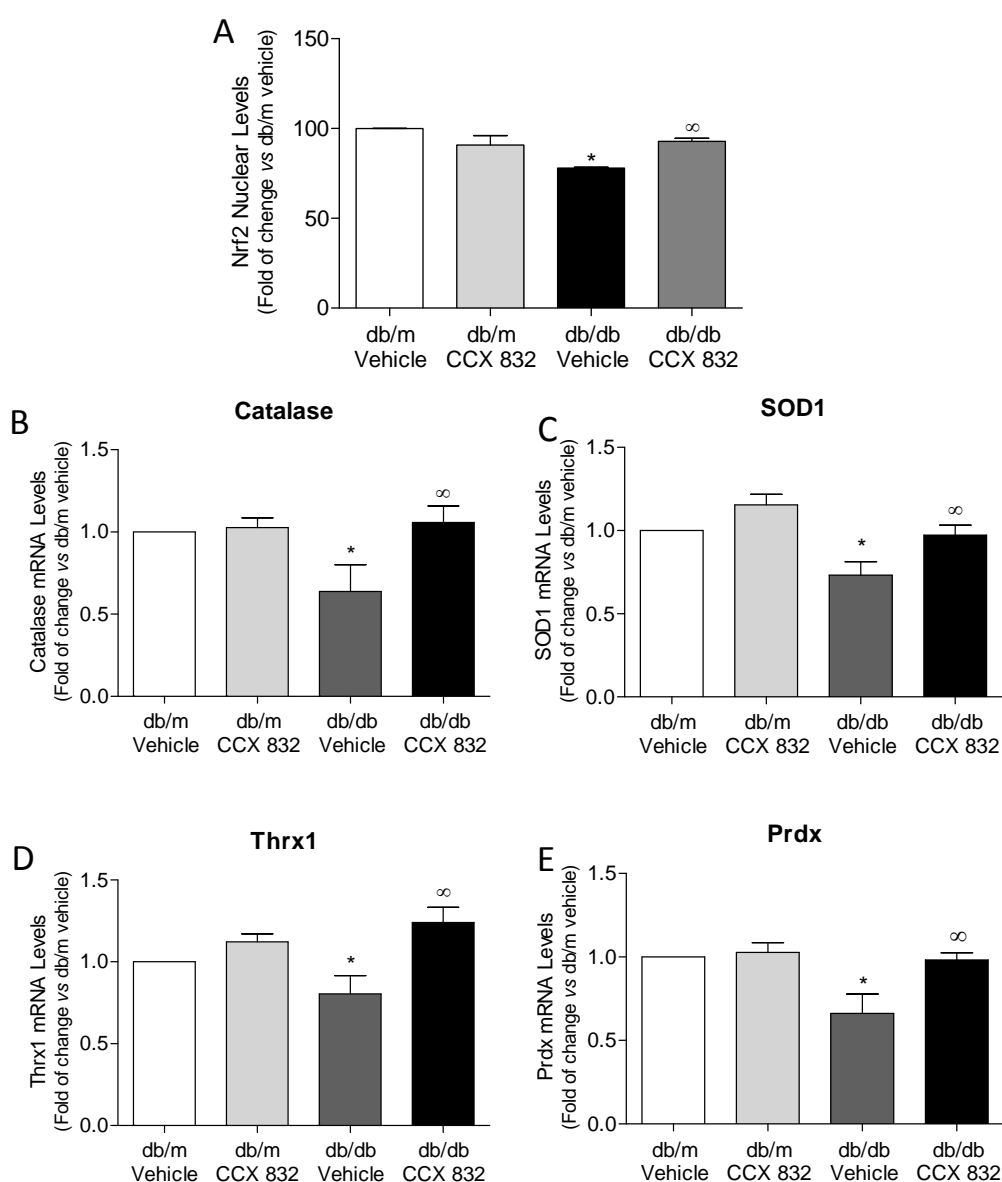 A
Nrf2 Nuclear Levels
(Fold of chenge vs db/m vehicle)
150
100
50
0
*
∞
db/m
Vehicle
db/m
CCX 832
db/db
Vehicle
db/db
CCX 832
B
Catalase
Catalase mRNA Levels
(Fold of change vs db/m vehicle)
1.5
1.0
0.5
0.0
*
∞
db/m
Vehicle
db/m
CCX 832
db/db
Vehicle
db/db
CCX 832
C
SOD1
SOD1 mRNA Levels
(Fold of change vs db/m vehicle)
1.5
1.0
0.5
0.0
*
∞
db/m
Vehicle
db/m
CCX 832
db/db
Vehicle
db/db
CCX 832
D
Thrx1
Thrx1 mRNA Levels
(Fold of change vs db/m vehicle)
1.5
1.0
0.5
0.0
*
∞
db/m
Vehicle
db/m
CCX 832
db/db
Vehicle
db/db
CCX 832
E
Prdx
Prdx mRNA Levels
(Fold of change vs db/m vehicle)
1.5
1.0
0.5
0.0
*
∞
db/m
Vehicle
db/m
CCX 832
db/db
Vehicle
db/db
CCX 832